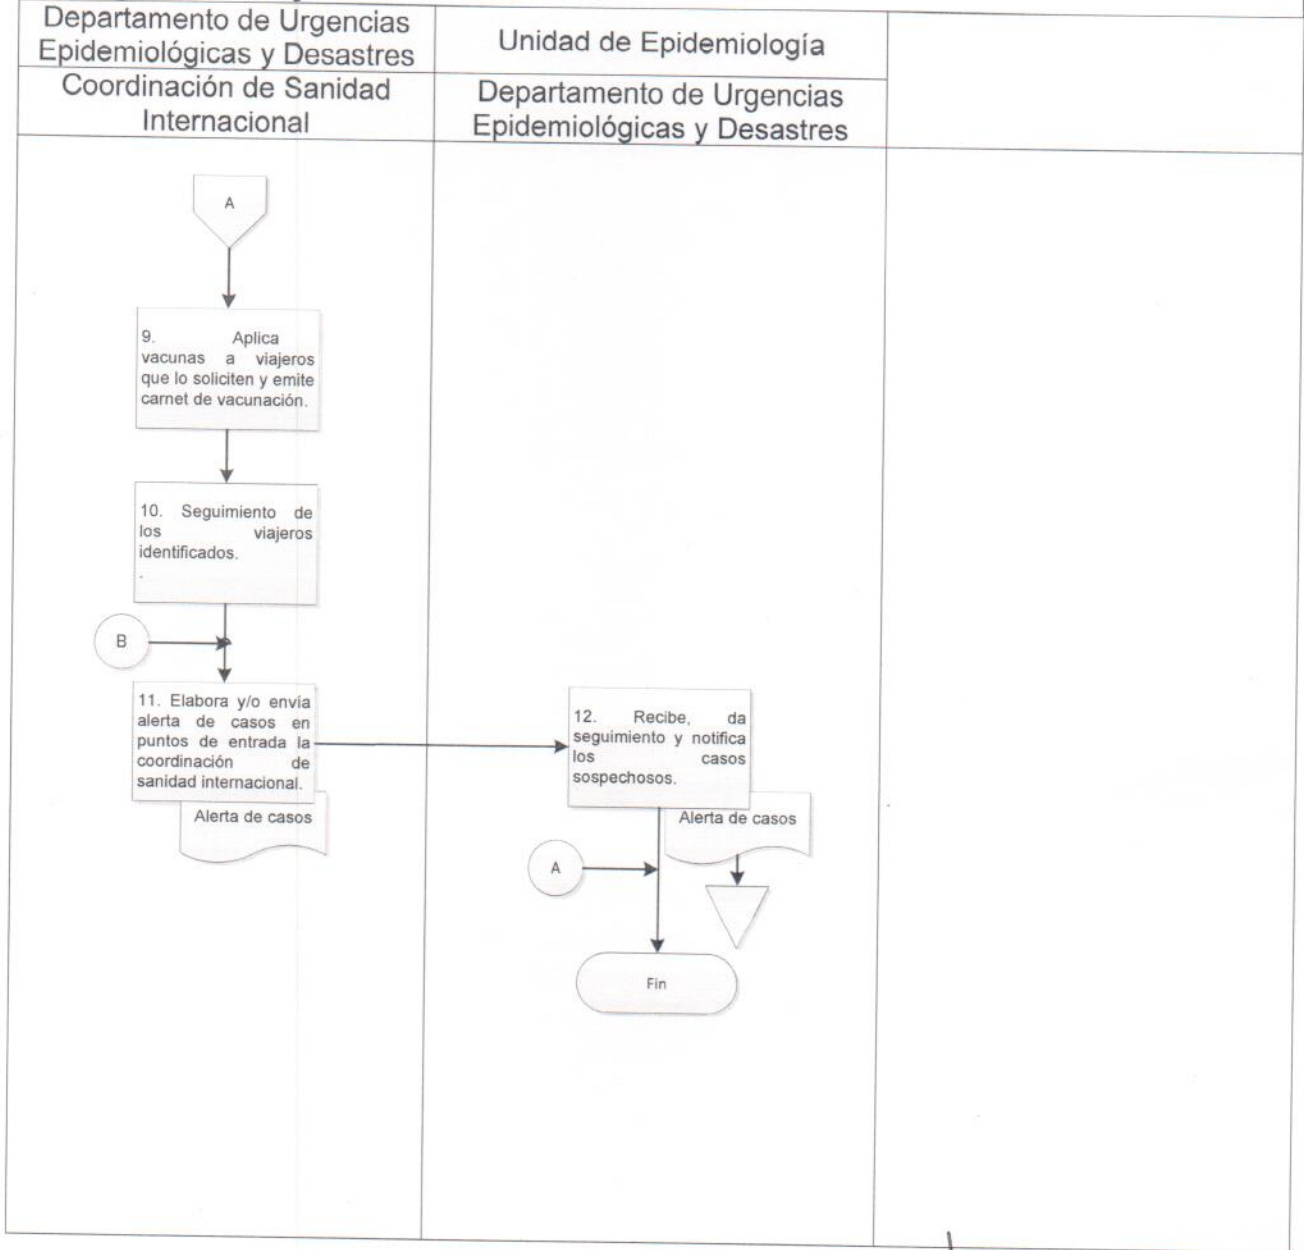 Departamento de Urgencias
Epidemiológicas y Desastres
Unidad de Epidemiología
Coordinación de Sanidad
Internacional
Departamento de Urgencias
Epidemiológicas y Desastres
A
9. Aplica
vacunas a viajeros
que lo soliciten y emite
carnet de vacunación.
10. Seguimiento de
los viajeros
identificados.
.
B
11. Elabora y/o envía
alerta de casos en
puntos de entrada la
coordinación de
sanidad internacional.
Alerta de casos
12. Recibe, da
seguimiento y notifica
los casos
sospechosos.
Alerta de casos
A
Fin